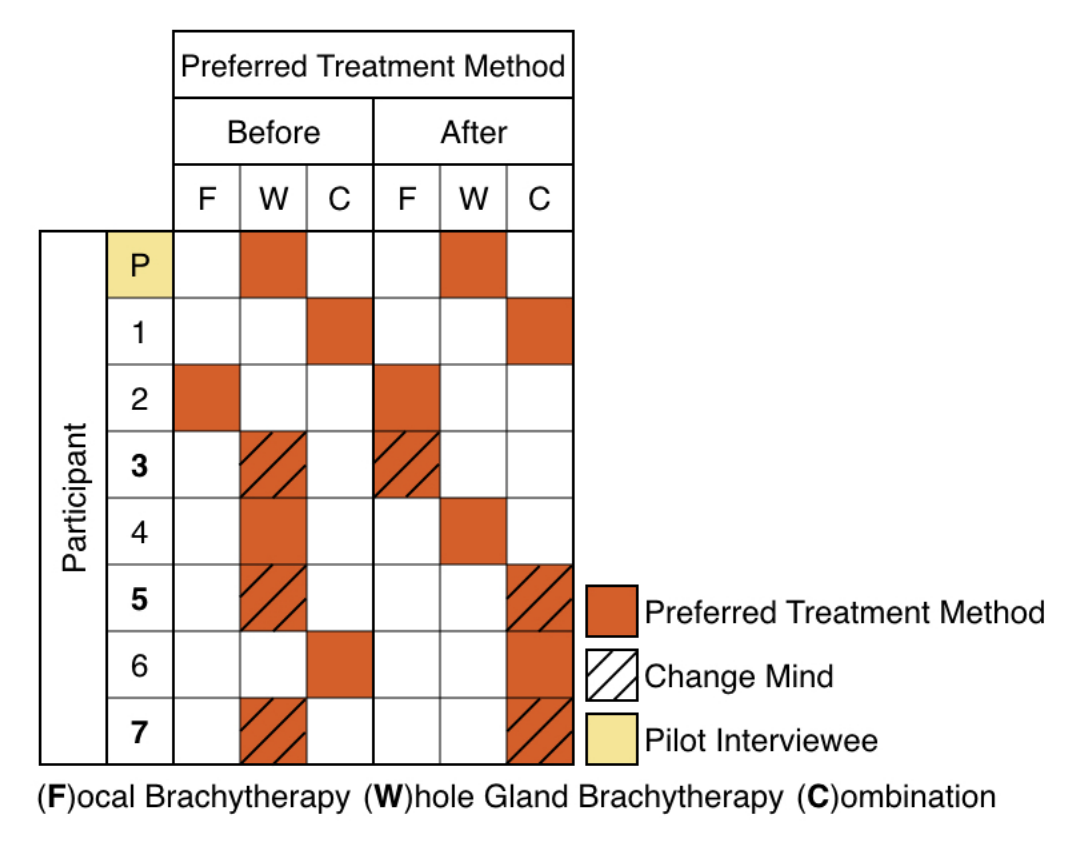 Preferred Treatment Method
Before After
F W C F W C
P
1
2
3
4
5
6
7
Participant
Preferred Treatment Method
Change Mind
Pilot Interviewee
(F)ocal Brachytherapy (W)hole Gland Brachytherapy (C)ombination